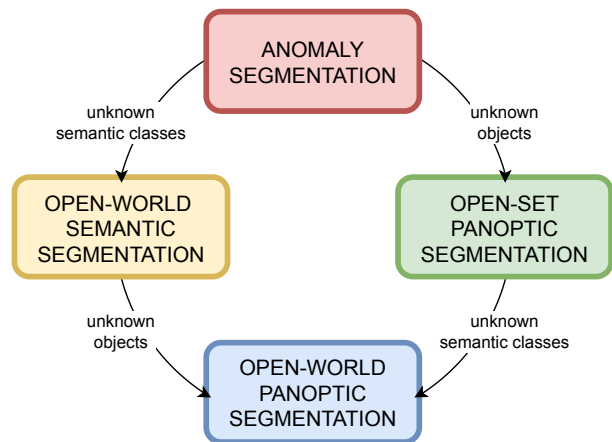 ANOMALY
SEGMENTATION
unknown
semantic classes
unknown
objects
OPEN-WORLD
SEMANTIC
SEGMENTATION
OPEN-SET
PANOPTIC
SEGMENTATION
unknown
objects
unknown
semantic classes
OPEN-WORLD
PANOPTIC
SEGMENTATION